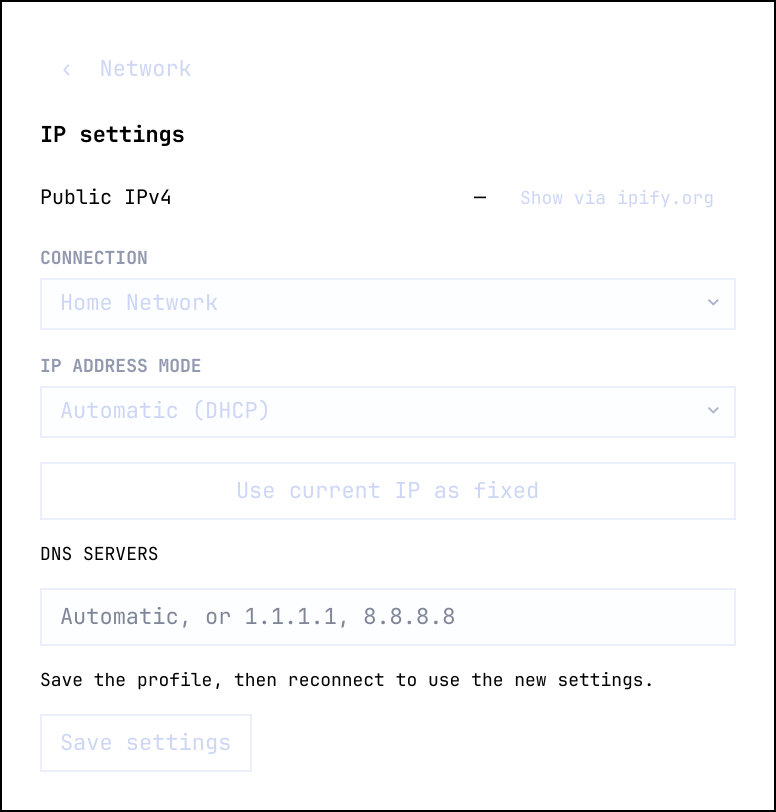 ‹ Network
IP settings
Public IPv4 — Show via ipify.org
CONNECTION
Home Network
IP ADDRESS MODE
Automatic (DHCP)
Use current IP as fixed
DNS SERVERS
Automatic, or 1.1.1.1, 8.8.8.8
Save the profile, then reconnect to use the new settings.
Save settings